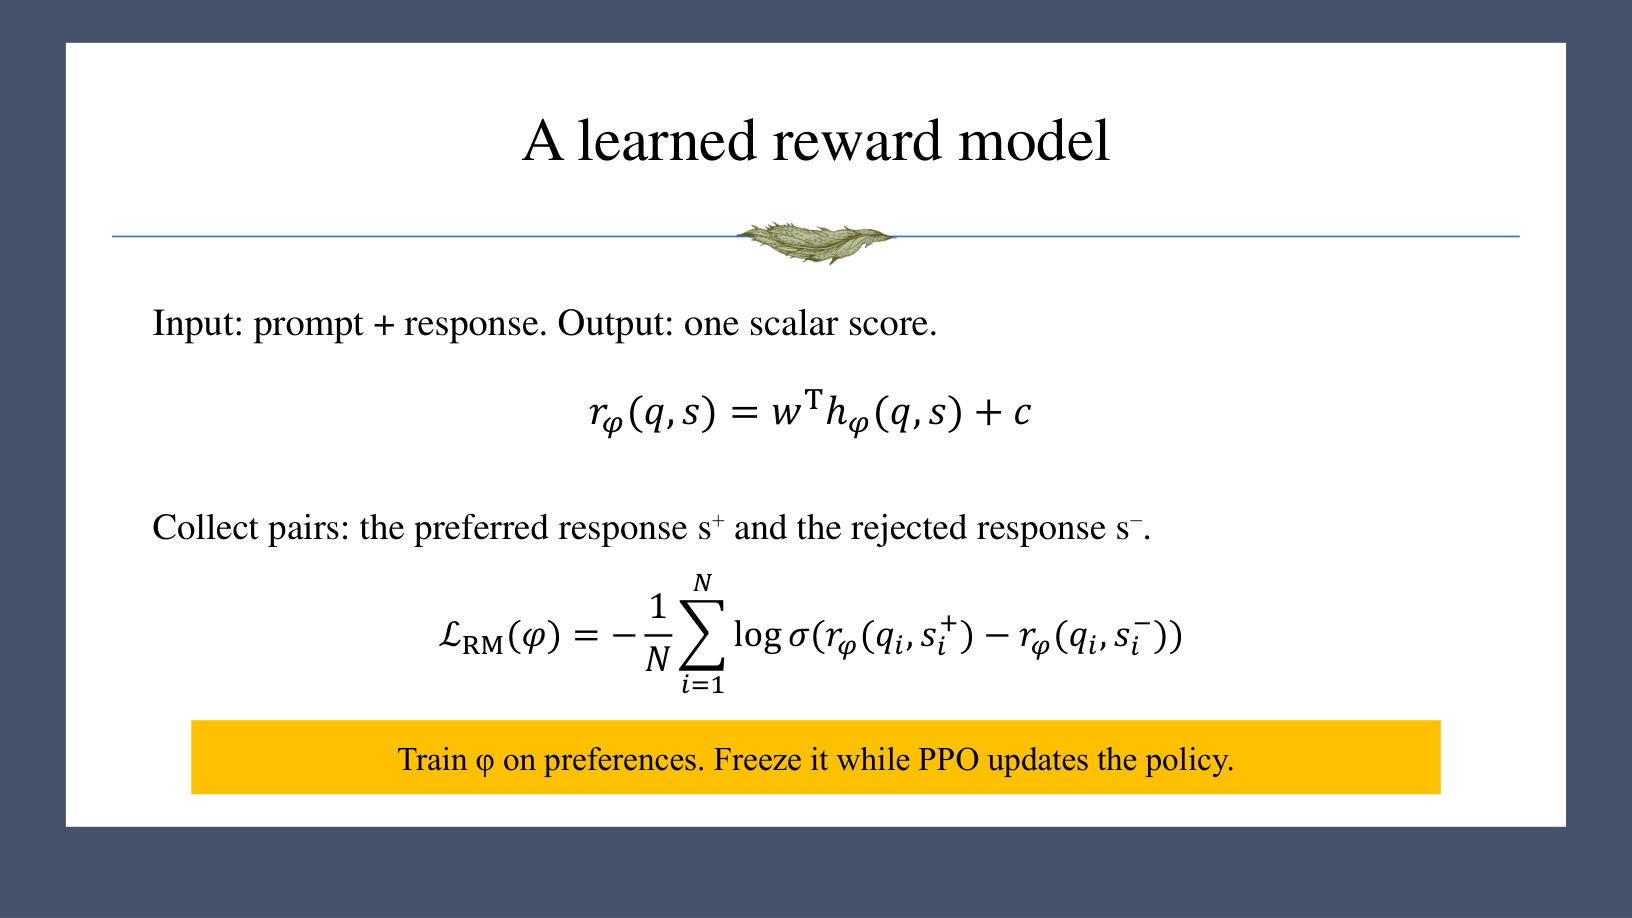 A learned reward model
Input: prompt + response. Output: one scalar score.
r_φ(q, s) = w^T h_φ(q, s) + c
Collect pairs: the preferred response s⁺ and the rejected response s⁻.
ℒ_RM(φ) = −\frac{1}{N} \sum_{i=1}^{N} log σ(r_φ(q_i, s_i^+) − r_φ(q_i, s_i^−))
Train φ on preferences. Freeze it while PPO updates the policy.